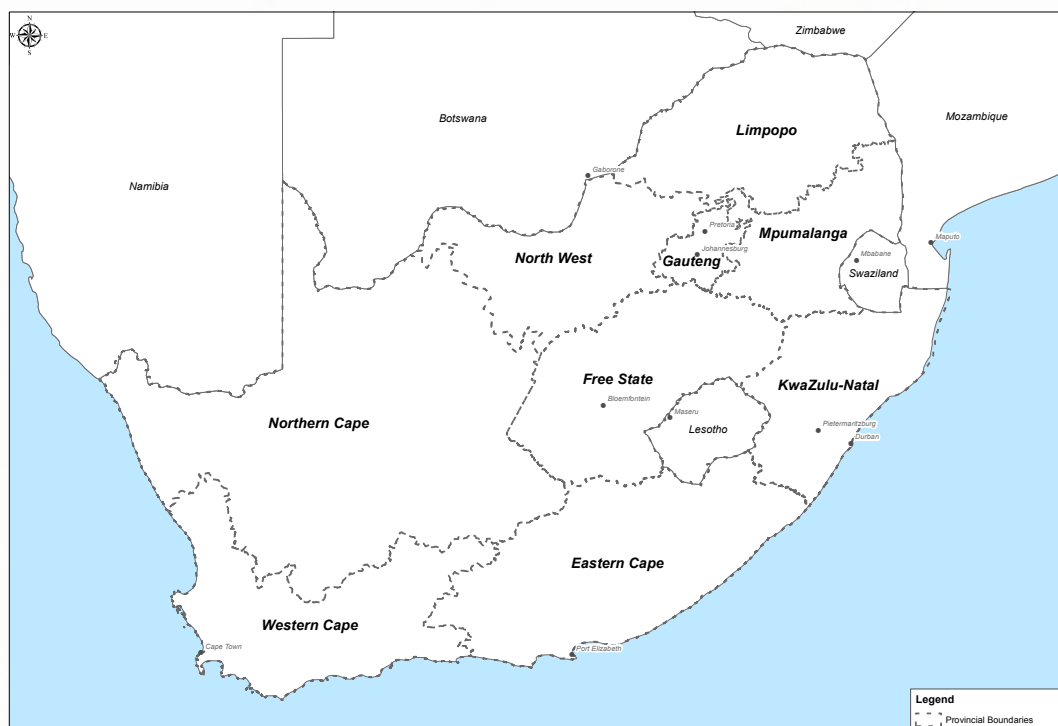 N
W E
S
Zimbabwe
Botswana
Mozambique
Limpopo
Gaborone
Namibia
Pretoria
Mpumalanga
Maputo
North West
Johannesburg
Gauteng
Mbabane
Swaziland
Free State
KwaZulu-Natal
Bloemfontein
Maseru
Northern Cape
Lesotho
Pietermaritzburg
Durban
Eastern Cape
Western Cape
Cape Town
Port Elizabeth
Legend
Provincial Boundaries